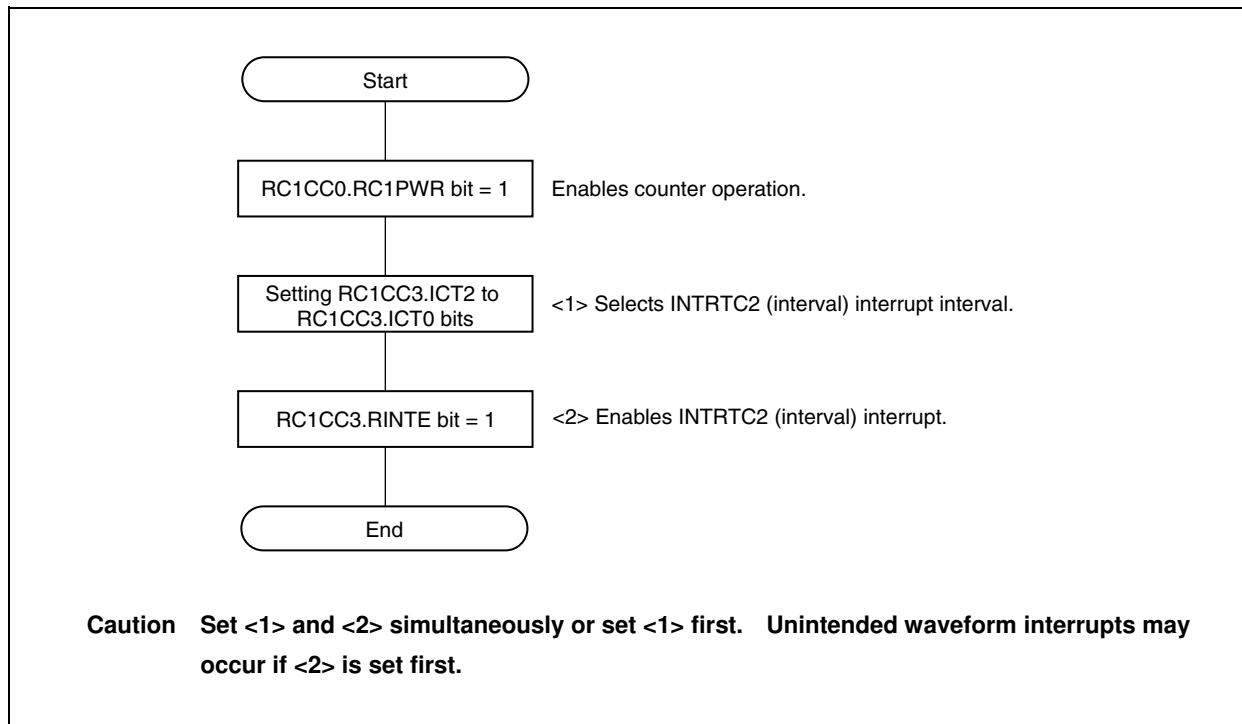 Start
RC1CC0.RC1PWR bit = 1
Enables counter operation.
Setting RC1CC3.ICT2 to
RC1CC3.ICT0 bits
<1> Selects INTRTC2 (interval) interrupt interval.
RC1CC3.RINTE bit = 1
<2> Enables INTRTC2 (interval) interrupt.
End
Caution Set <1> and <2> simultaneously or set <1> first. Unintended waveform interrupts may
occur if <2> is set first.